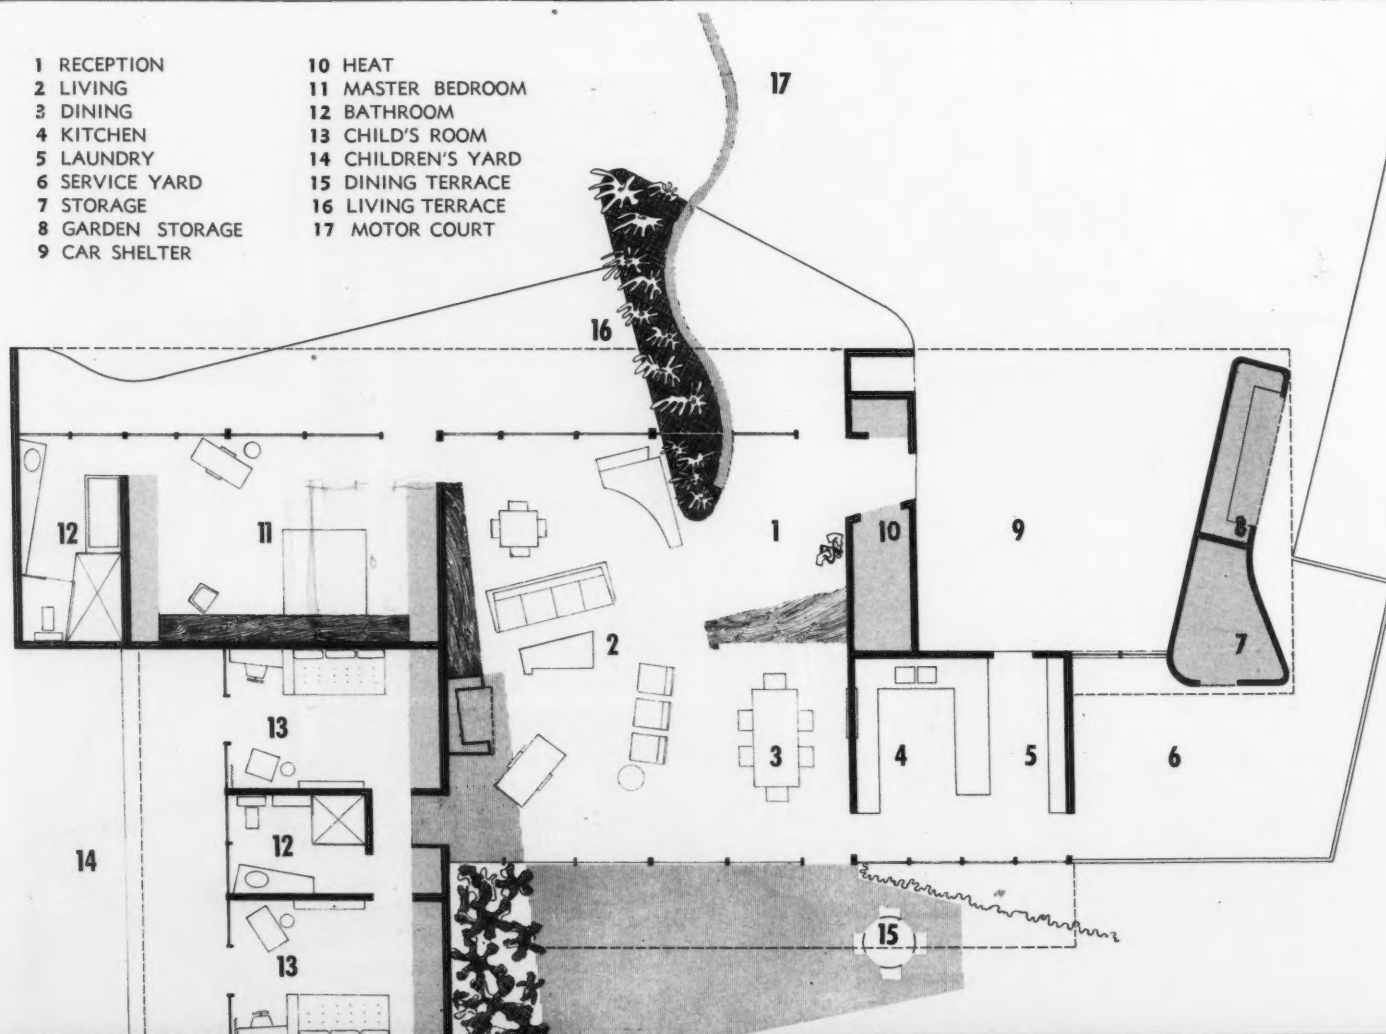 1 RECEPTION
2 LIVING
3 DINING
4 KITCHEN
5 LAUNDRY
6 SERVICE YARD
7 STORAGE
8 GARDEN STORAGE
9 CAR SHELTER
10 HEAT
11 MASTER BEDROOM
12 BATHROOM
13 CHILD'S ROOM
14 CHILDREN'S YARD
15 DINING TERRACE
16 LIVING TERRACE
17 MOTOR COURT
17
16
12
11
1
10
9
8
7
2
13
3
4
5
6
14
12
13
15